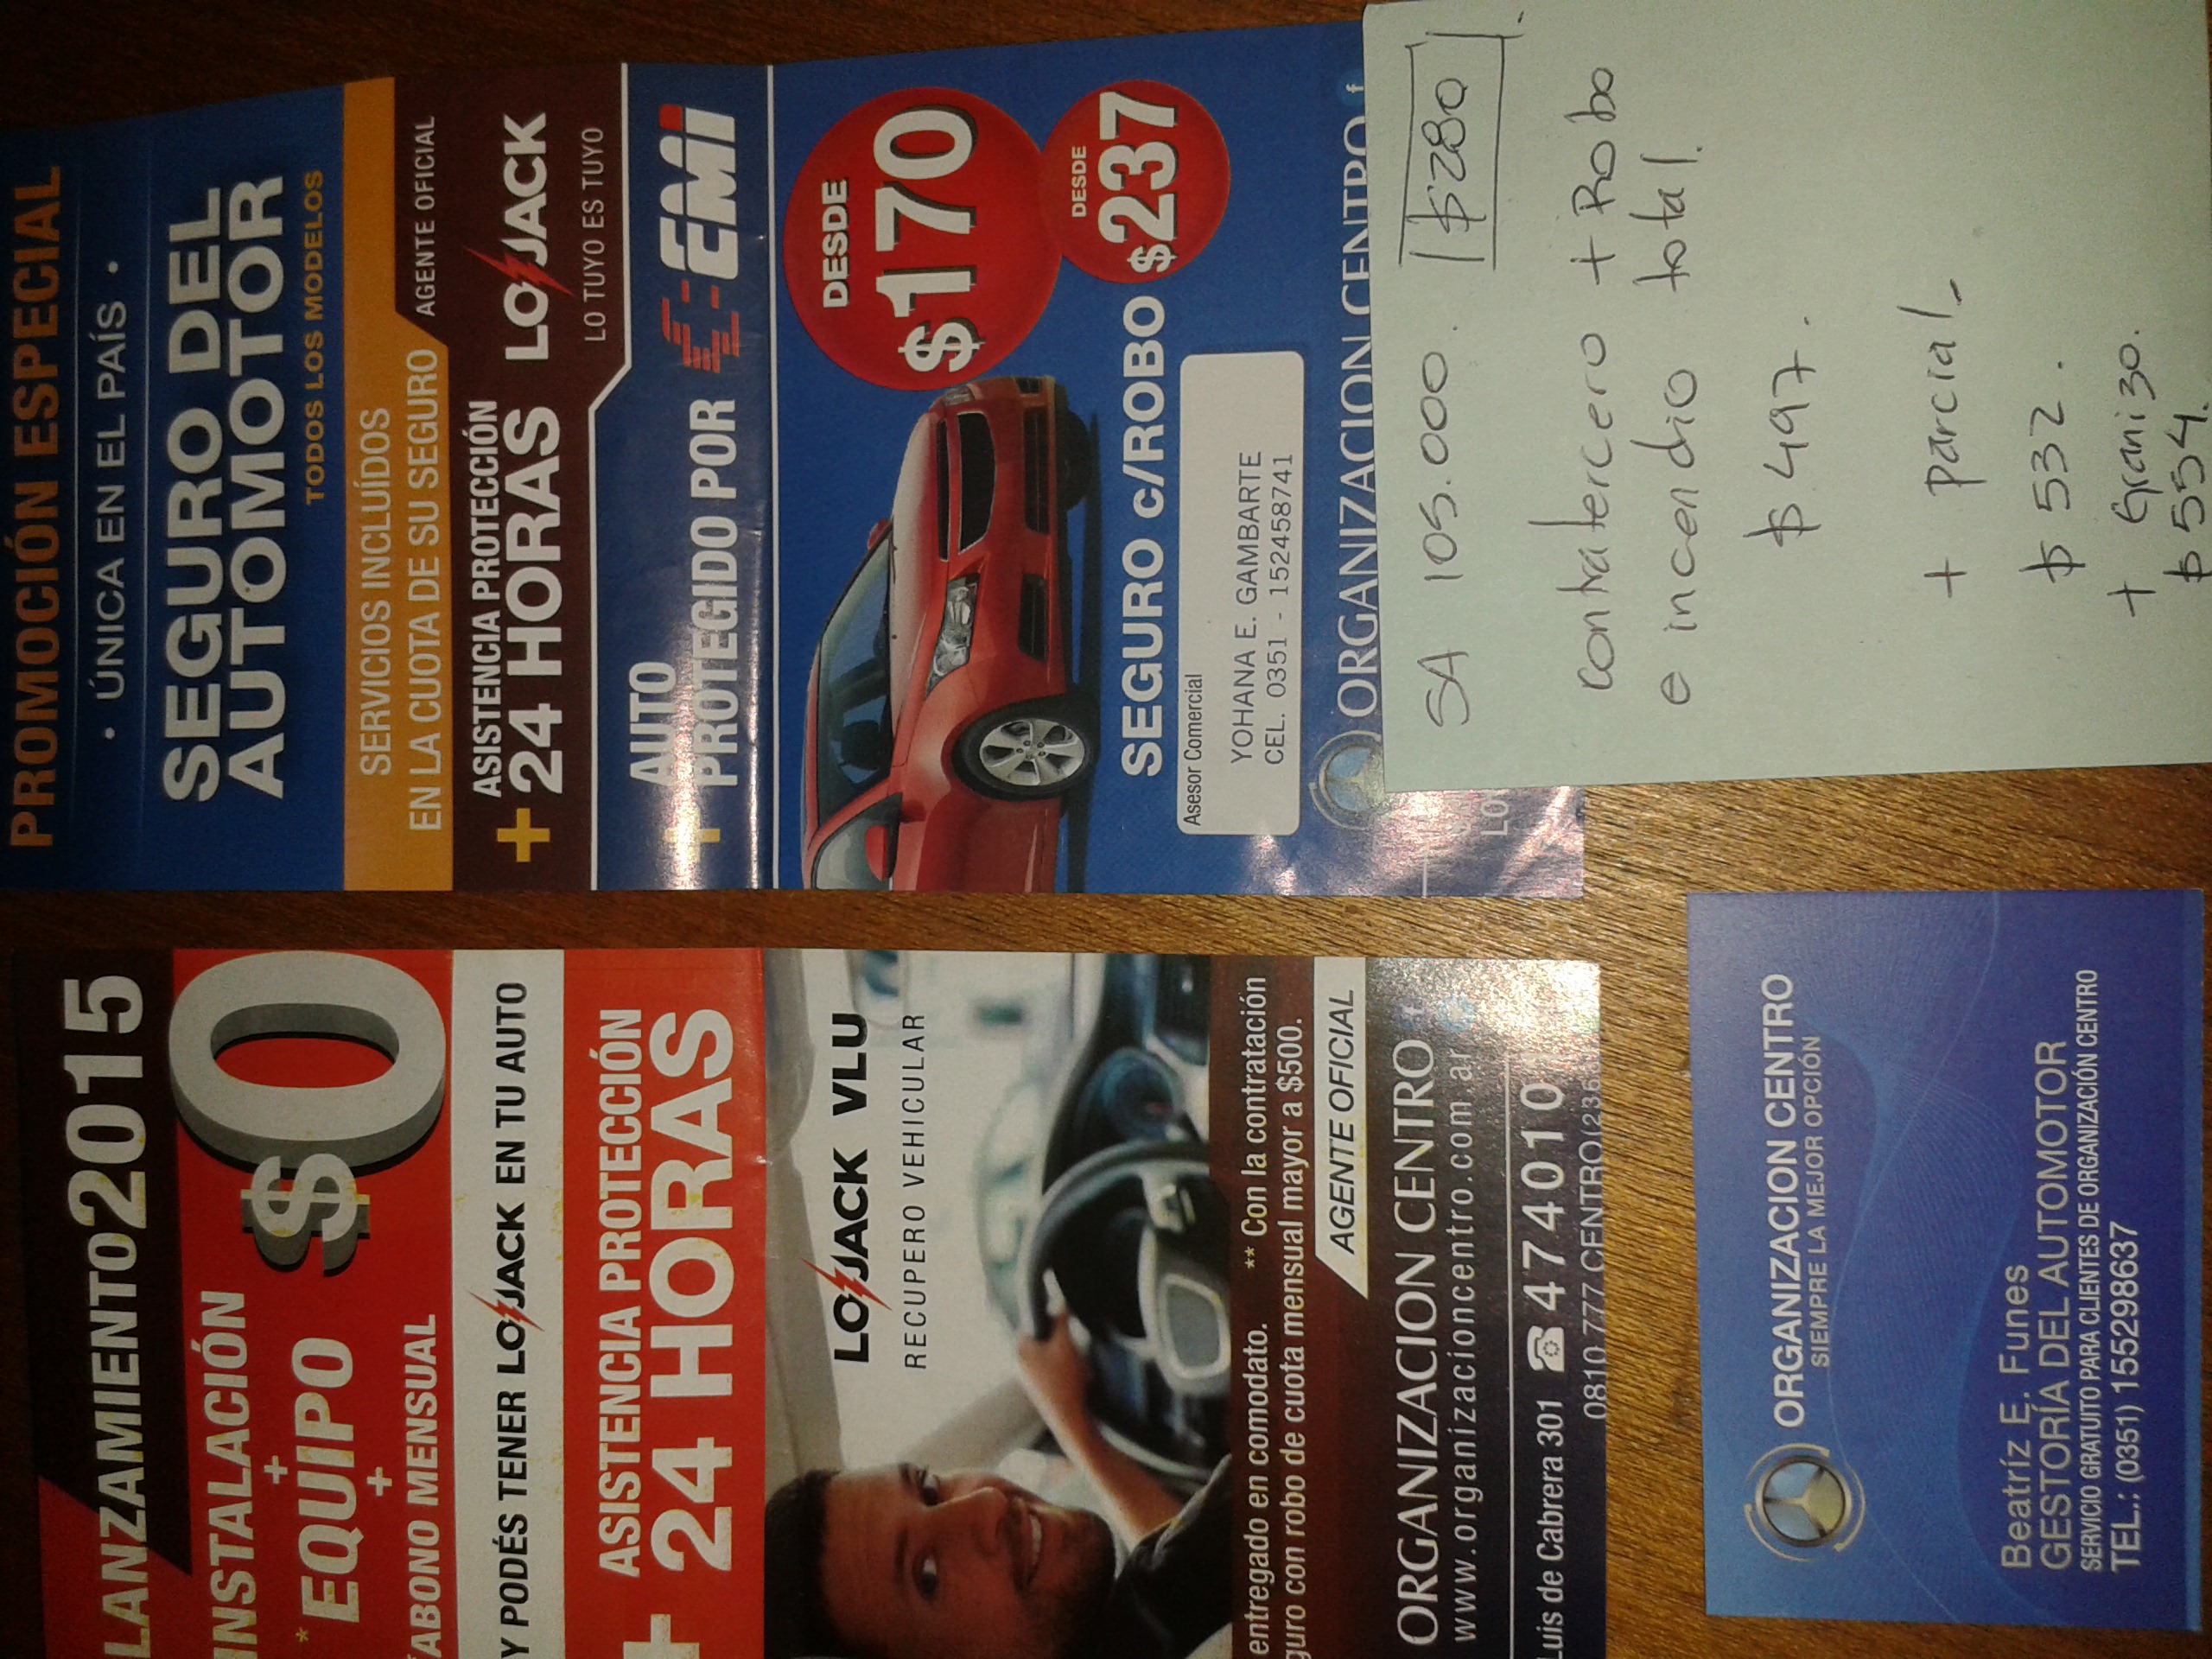 LANZAMIENTO 2015
INSTALACIÓN
+
*EQUIPO
+
*ABONO MENSUAL
$0
Y PODÉS TENER LOJACK EN TU AUTO
+ ASISTENCIA PROTECCIÓN
24 HORAS
LOJACK VLU
RECUPERO VEHICULAR
entregado en comodato. ** Con la contratación
guro con robo de cuota mensual mayor a $500.
AGENTE OFICIAL
ORGANIZACION CENTRO f
www.organizacioncentro.com.ar
Luis de Cabrera 301 ☎ 474010
0810 777 CENTRO(236
PROMOCIÓN ESPECIAL
· ÚNICA EN EL PAÍS ·
SEGURO DEL
AUTOMOTOR
TODOS LOS MODELOS
SERVICIOS INCLUÍDOS
EN LA CUOTA DE SU SEGURO
AGENTE OFICIAL
+ ASISTENCIA PROTECCIÓN
24 HORAS
LOJACK
LO TUYO ES TUYO
+ AUTO
PROTEGIDO POR
EMi
DESDE
$170
DESDE
$237
SEGURO c/ROBO
Asesor Comercial
YOHANA E. GAMBARTE
CEL. 0351 - 152458741
ORGANIZACION CENTRO f
LO
SA 105.000. $280
contratercero + Robo
e incendio total.
$ 497.
+ parcial
$ 532.
+ Granizo.
$ 554.
ORGANIZACION CENTRO
SIEMPRE LA MEJOR OPCIÓN
Beatríz E. Funes
GESTORÍA DEL AUTOMOTOR
SERVICIO GRATUITO PARA CLIENTES DE ORGANIZACIÓN CENTRO
TEL.: (0351) 155298637